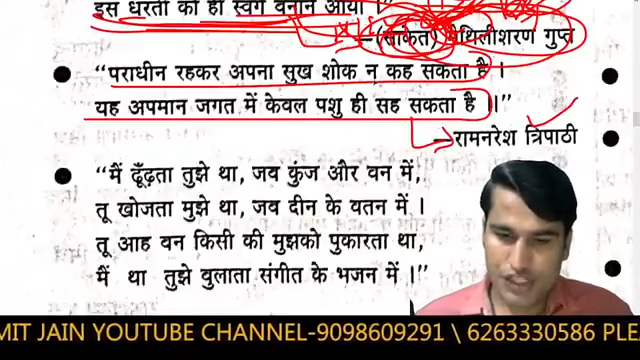 इस धरती को ही स्वर्ग बनाने आया
(साकेत) मैथिलीशरण गुप्त
"पराधीन रहकर अपना सुख शोक न कह सकता है ।
यह अपमान जगत में केवल पशु ही सह सकता है ।।"
रामनरेश त्रिपाठी
"मैं ढूँढ़ता तुझे था, जब कुंज और वन में,
तू खोजता मुझे था, जब दीन के वतन में ।
तू आह बन किसी की मुझको पुकारता था,
मैं था तुझे बुलाता संगीत के भजन में ।"
MIT JAIN YOUTUBE CHANNEL-9098609291 \ 6263330586 PLE